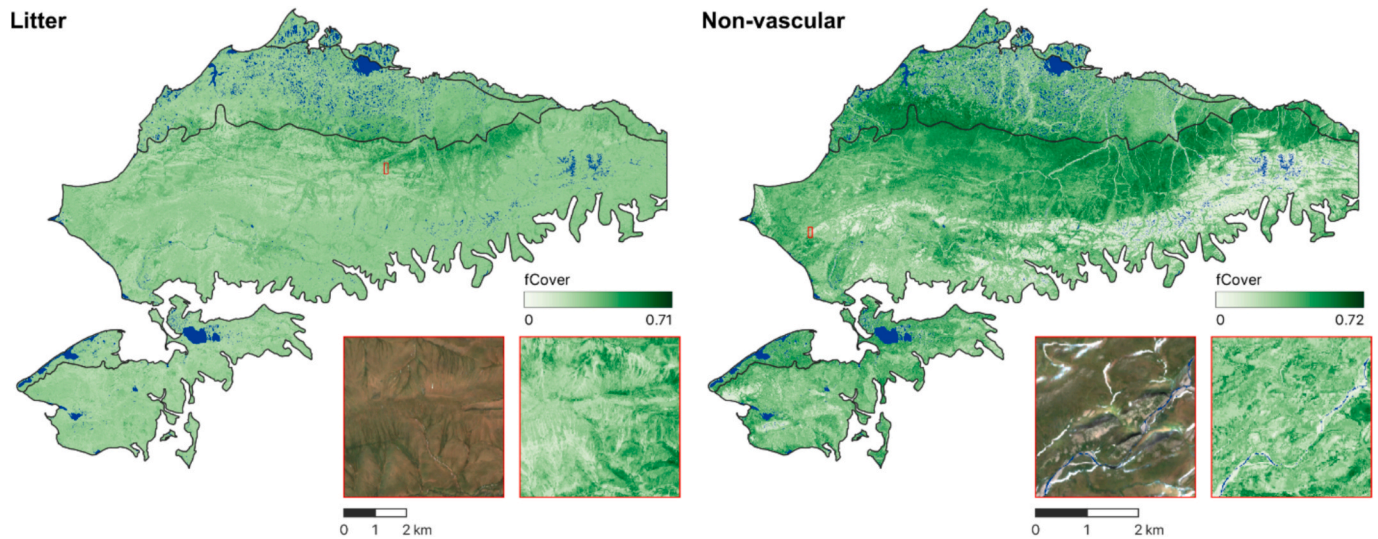 Litter
Non-vascular
fCover
0 0.71
fCover
0 0.72
0 1 2 km
0 1 2 km